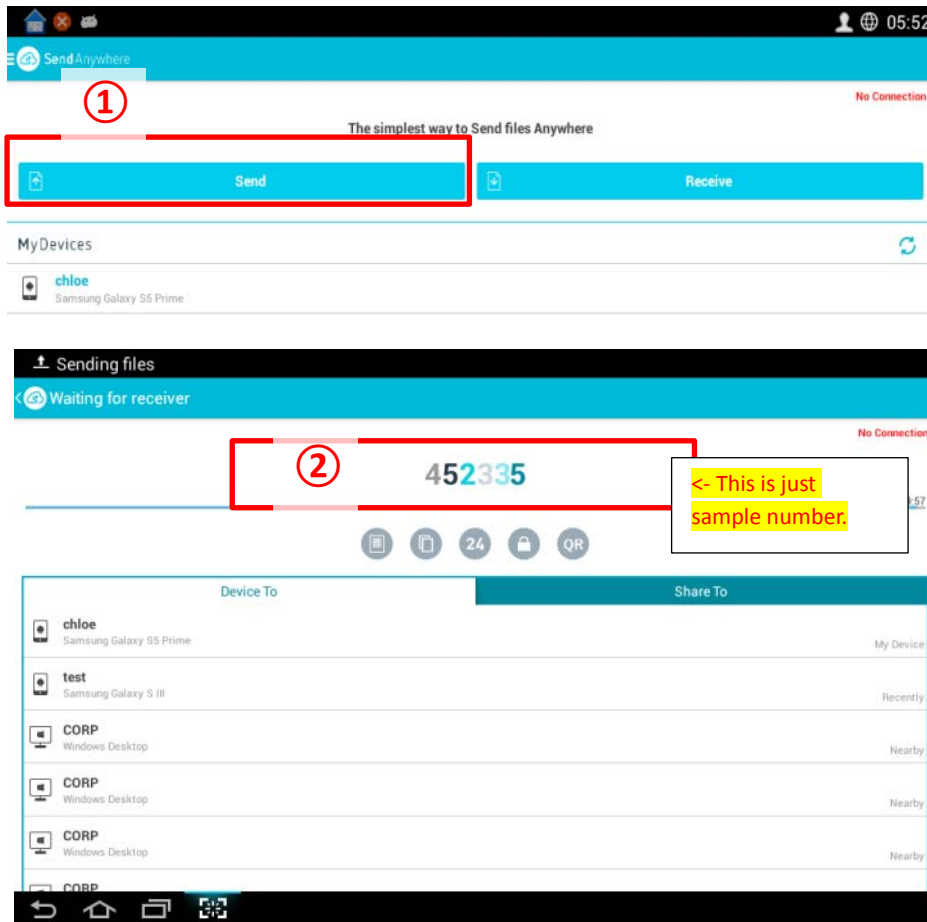 05:52
SendAnywhere
①
No Connection
The simplest way to Send files Anywhere
Send
Receive
MyDevices
chloe
Samsung Galaxy S5 Prime
Sending files
Waiting for receiver
No Connection
②
452335
<- This is just
sample number.
:57
24
QR
Device To
Share To
chloe
Samsung Galaxy S5 Prime
My Device
test
Samsung Galaxy S III
Recently
CORP
Windows Desktop
Nearby
CORP
Windows Desktop
Nearby
CORP
Windows Desktop
Nearby
CORP